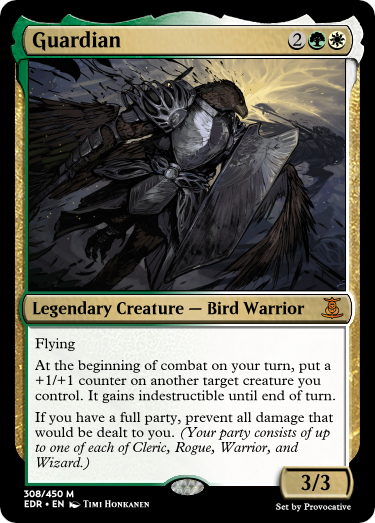 Guardian 2
Legendary Creature — Bird Warrior
Flying
At the beginning of combat on your turn, put a
+1/+1 counter on another target creature you
control. It gains indestructible until end of turn.
If you have a full party, prevent all damage that
would be dealt to you. (Your party consists of up
to one of each of Cleric, Rogue, Warrior, and
Wizard.)
3/3
308/450 M
EDR • EN Timi Honkanen
Set by Provocative